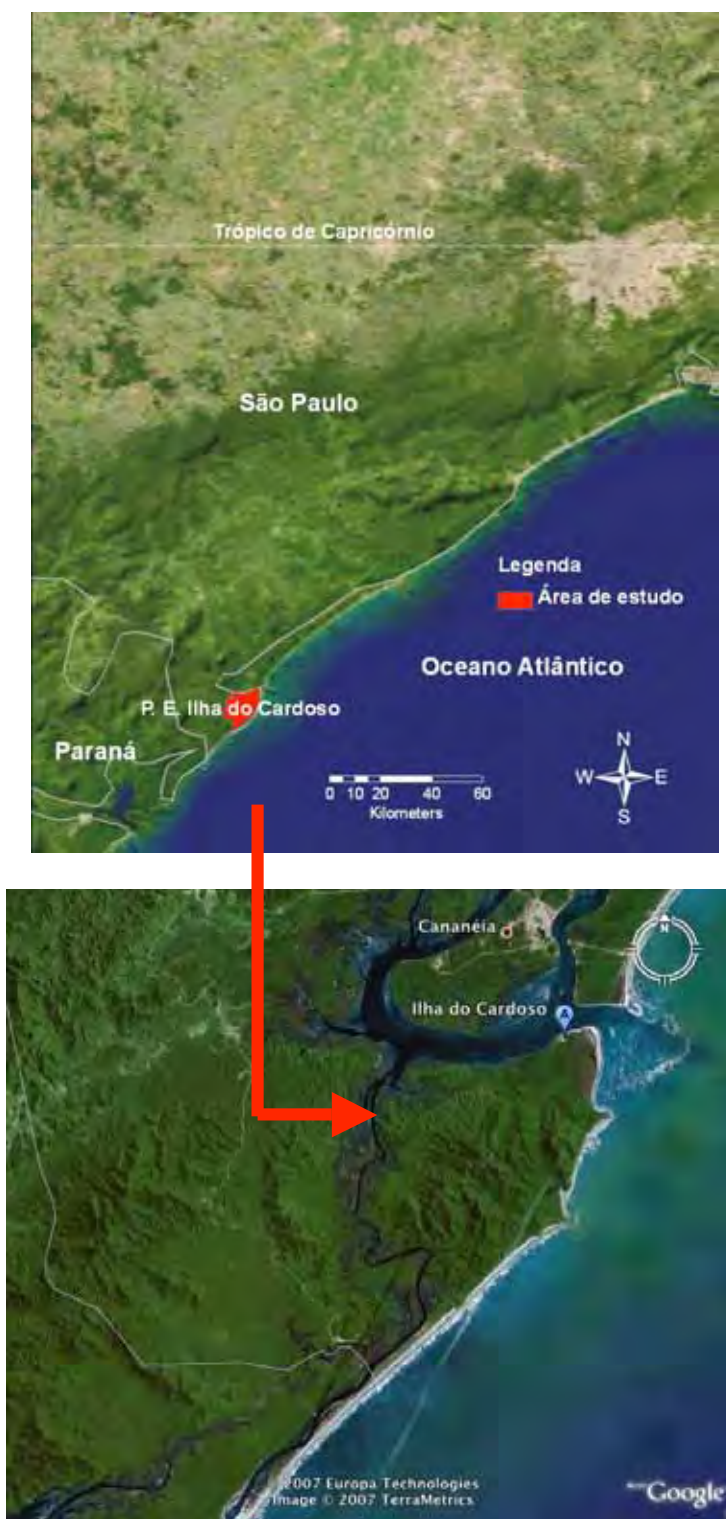 Trópico de Capricórnio
São Paulo
Legenda
Área de estudo
Oceano Atlântico
P. E. Ilha do Cardoso
Paraná
N
W E
S
0 10 20 40 60
Kilometers
Cananéia
N
Ilha do Cardoso
A
2007 Europa Technologies
Image © 2007 TerraMetrics
Google